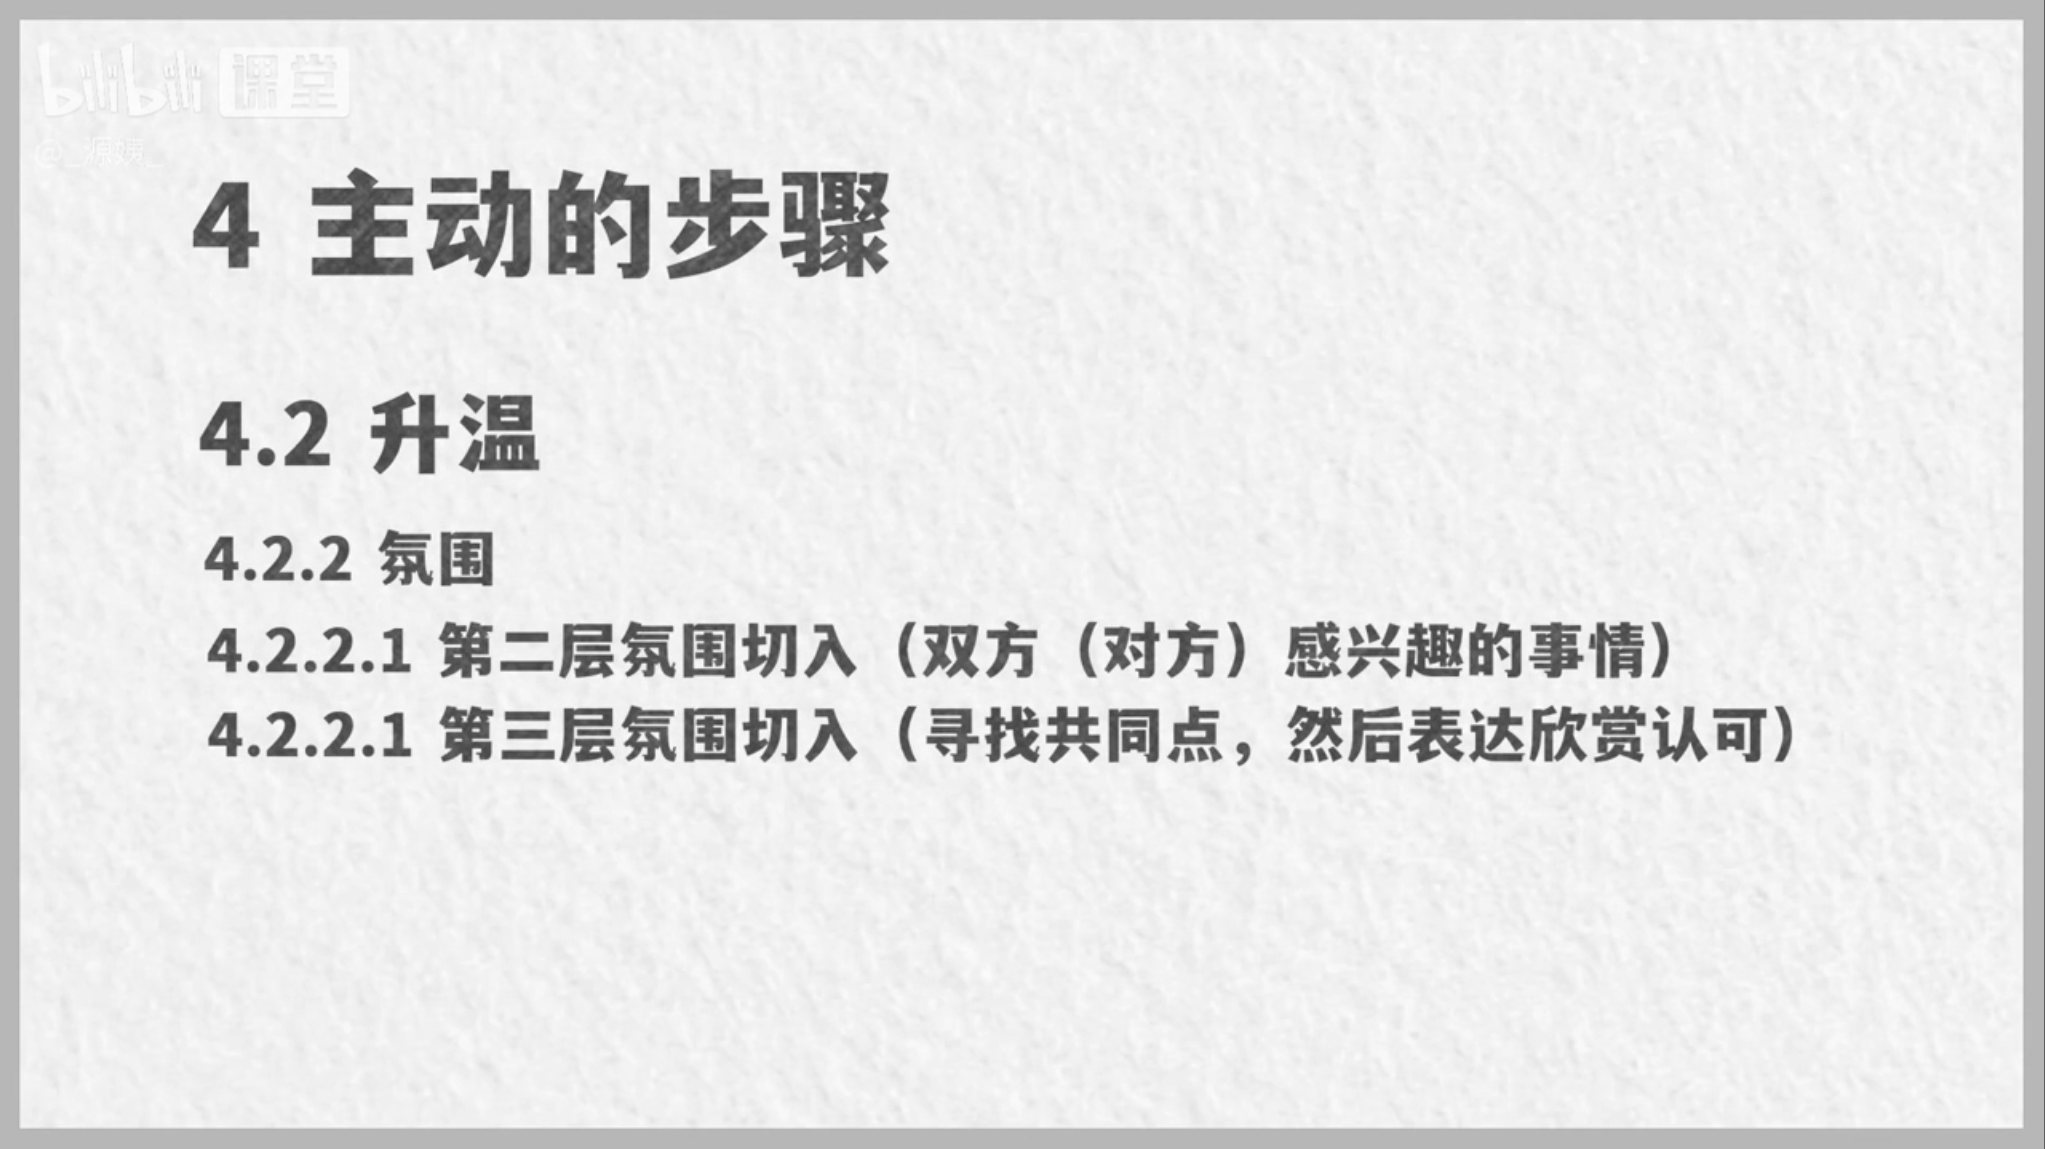 bilibili 课堂
@_源姨_
4 主动的步骤
4.2 升温
4.2.2 氛围
4.2.2.1 第二层氛围切入（双方（对方）感兴趣的事情）
4.2.2.1 第三层氛围切入（寻找共同点，然后表达欣赏认可）